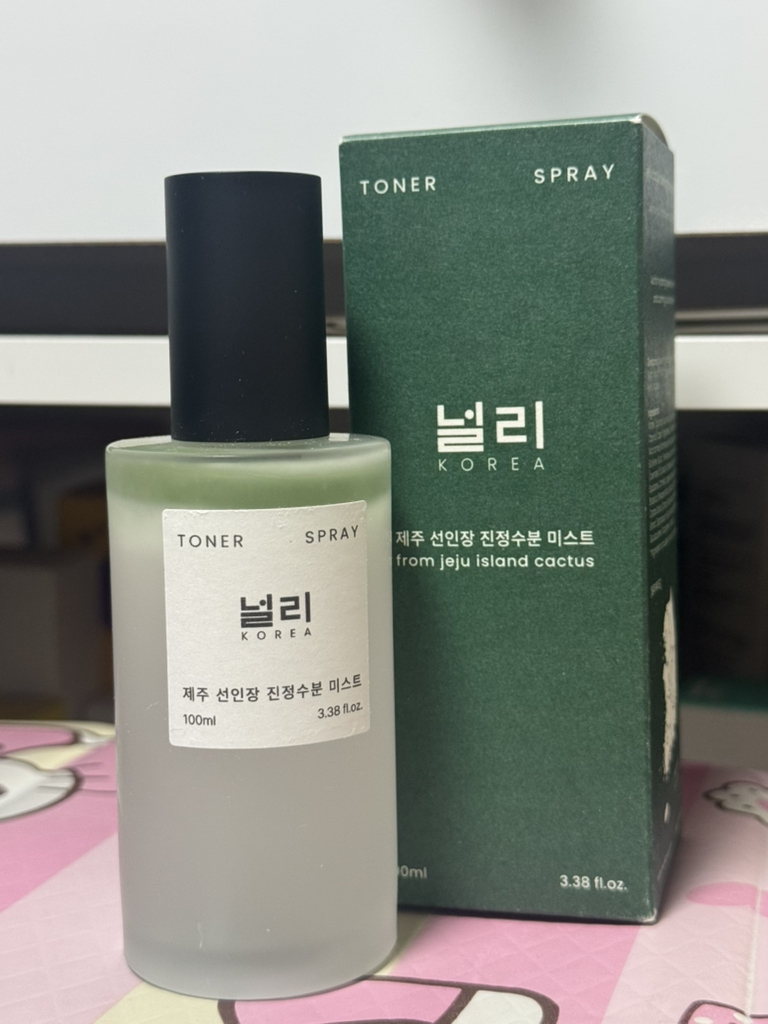 TONER SPRAY
널리
KOREA
제주 선인장 진정수분 미스트
100ml 3.38 fl.oz.
TONER SPRAY
널리
KOREA
제주 선인장 진정수분 미스트
from jeju island cactus
3.38 fl.oz.